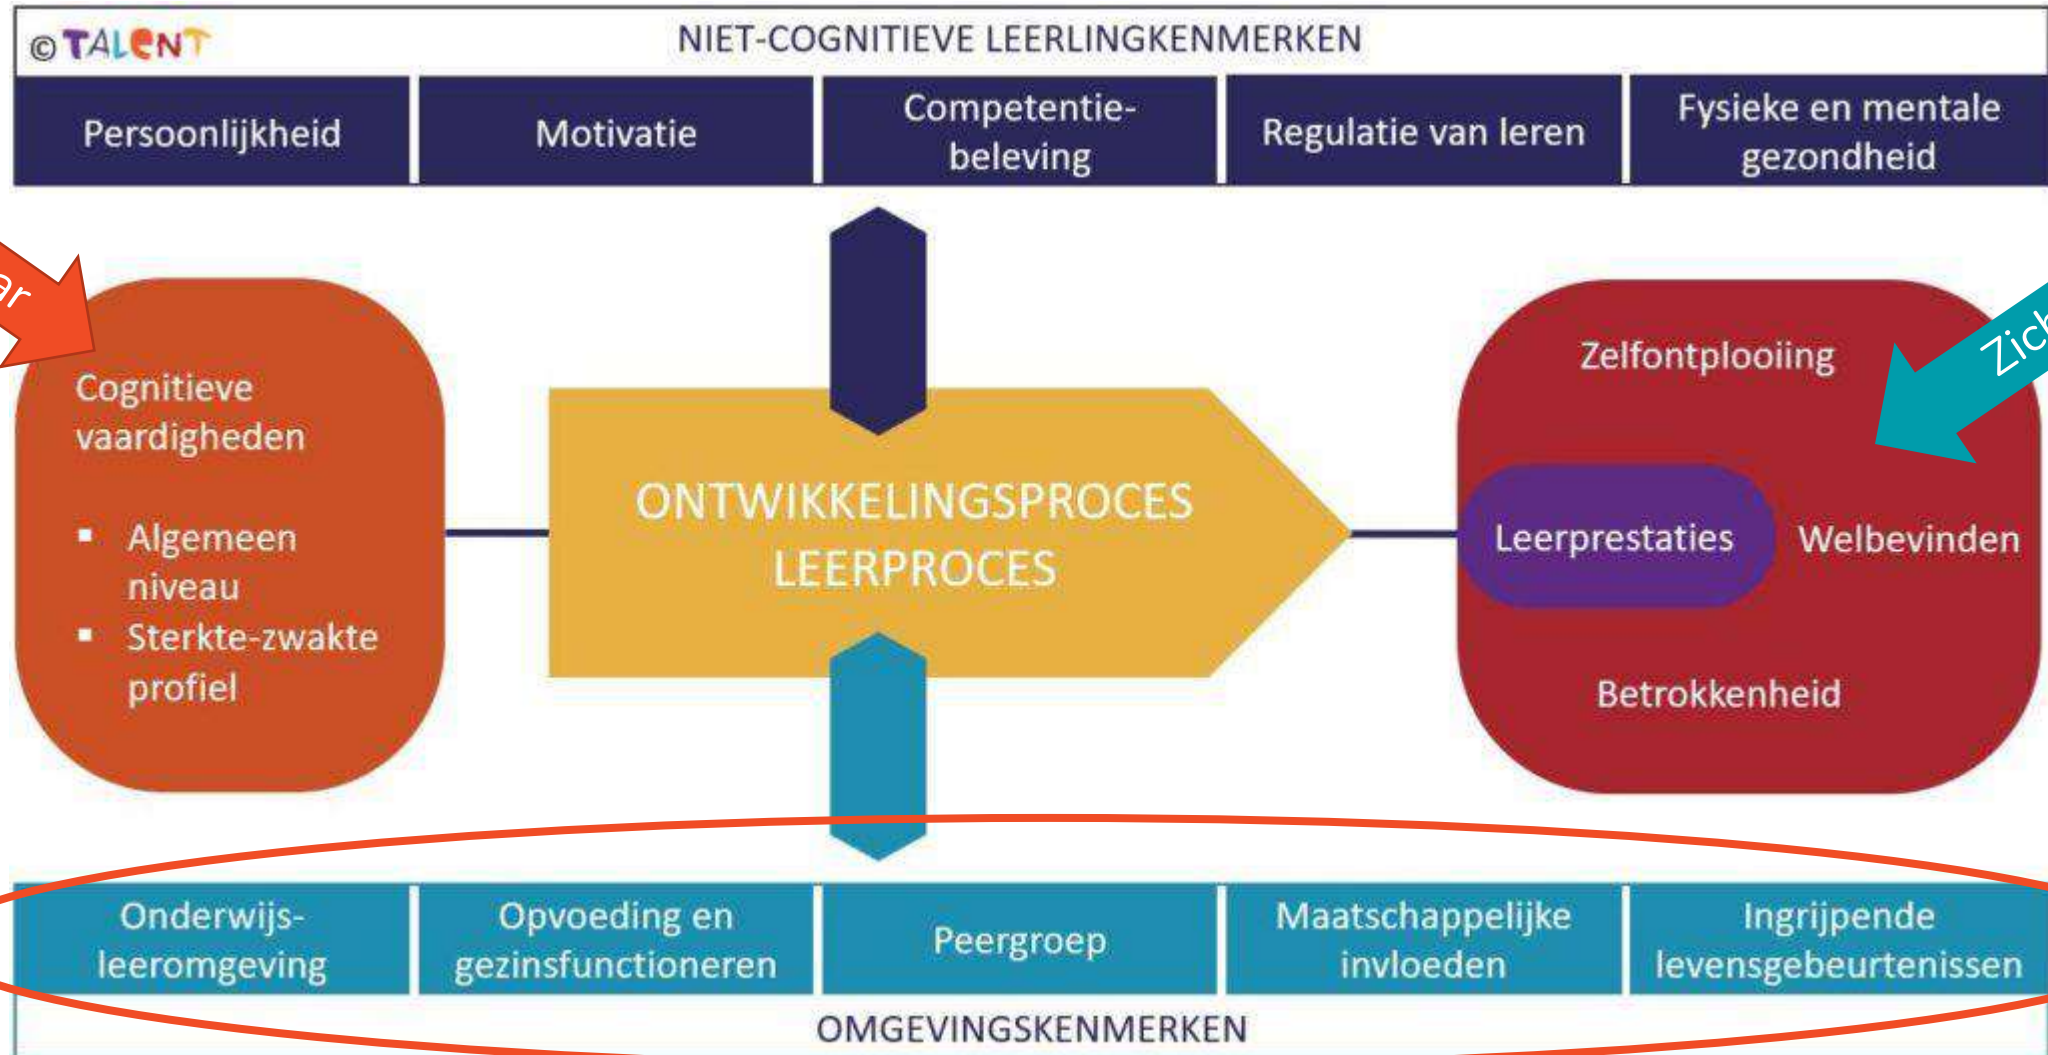 © TALENT
NIET-COGNITIEVE LEERLINGKENMERKEN
Persoonlijkheid
Motivatie
Competentie-
beleving
Regulatie van leren
Fysieke en mentale
gezondheid
Cognitieve
vaardigheden
▪ Algemeen
niveau
▪ Sterkte-zwakte
profiel
ONTWIKKELINGSPROCES
LEERPROCES
Zelfontplooiing
Leerprestaties
Welbevinden
Betrokkenheid
Onderwijs-
leeromgeving
Opvoeding en
gezinsfunctioneren
Peergroep
Maatschappelijke
invloeden
Ingrijpende
levensgebeurtenissen
OMGEVINGSKENMERKEN